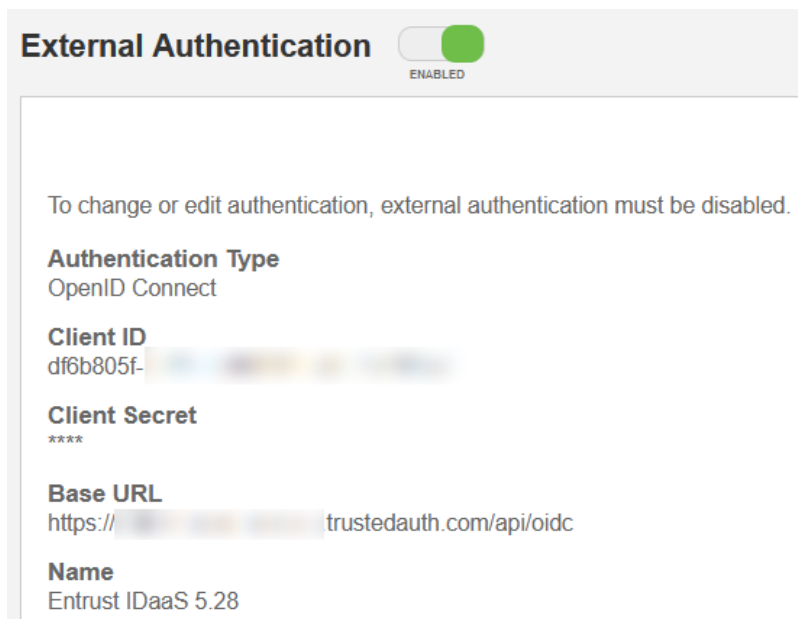 External Authentication
ENABLED
To change or edit authentication, external authentication must be disabled.
Authentication Type
OpenID Connect
Client ID
df6b805f-
Client Secret
****
Base URL
https:// trustedauth.com/api/oidc
Name
Entrust IDaaS 5.28